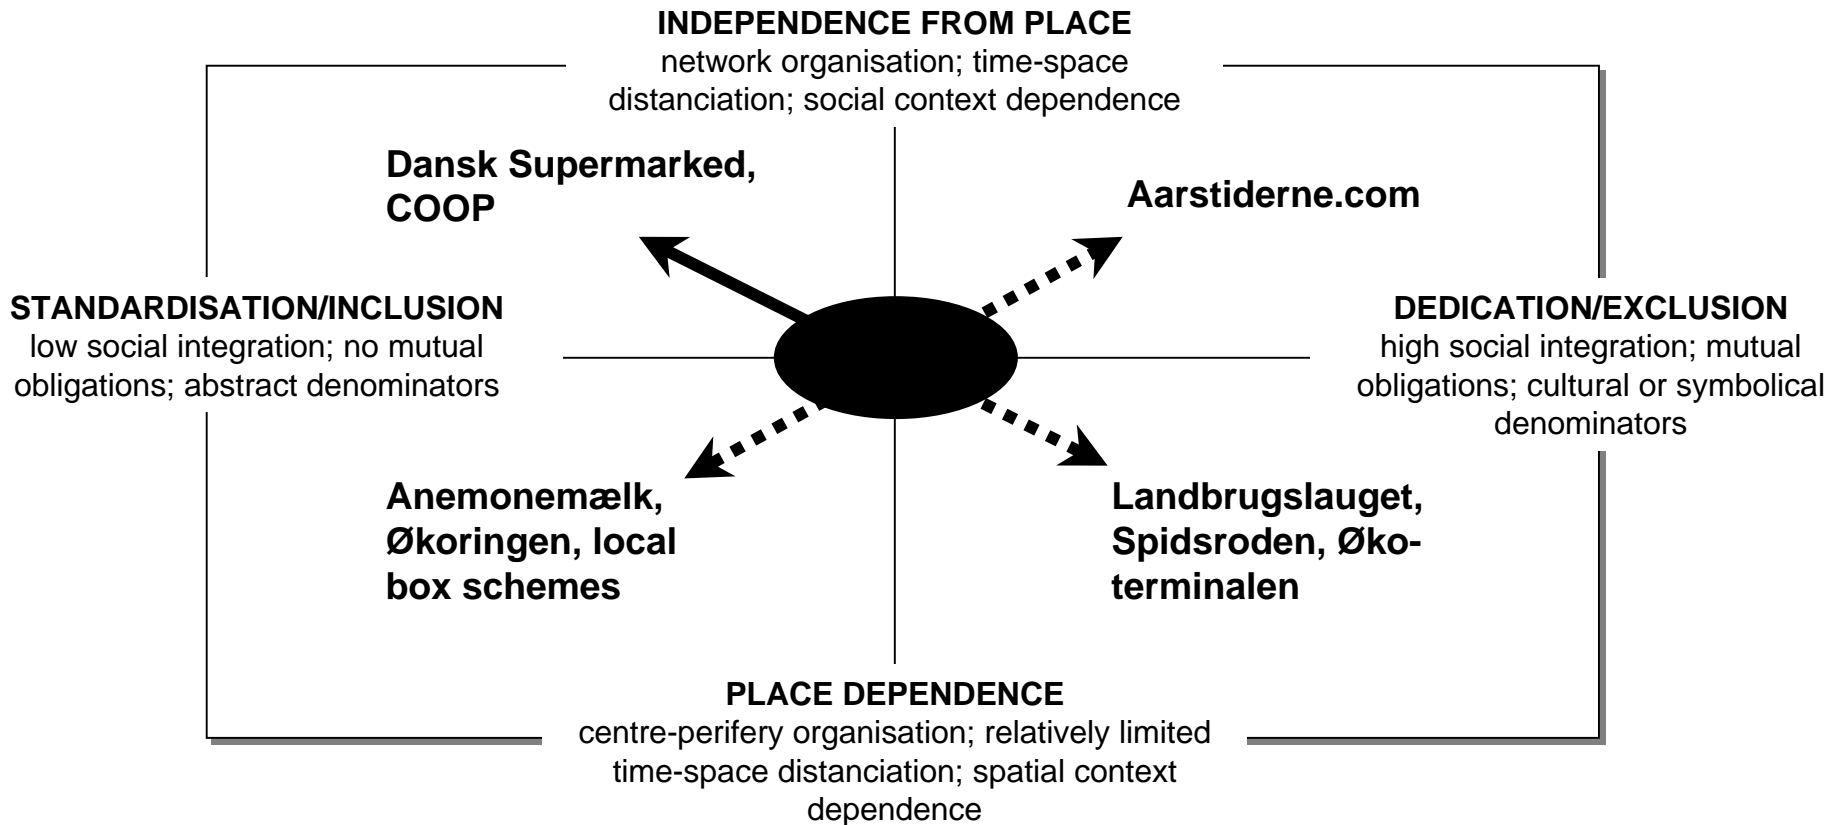 INDEPENDENCE FROM PLACE
network organisation; time-space
distanciation; social context dependence
Dansk Supermarked,
COOP
Aarstiderne.com
STANDARDISATION/INCLUSION
low social integration; no mutual
obligations; abstract denominators
DEDICATION/EXCLUSION
high social integration; mutual
obligations; cultural or symbolical
denominators
Anemonemælk,
Økoringen, local
box schemes
Landbrugslauget,
Spidsroden, Øko-
terminalen
PLACE DEPENDENCE
centre-perifery organisation; relatively limited
time-space distanciation; spatial context
dependence